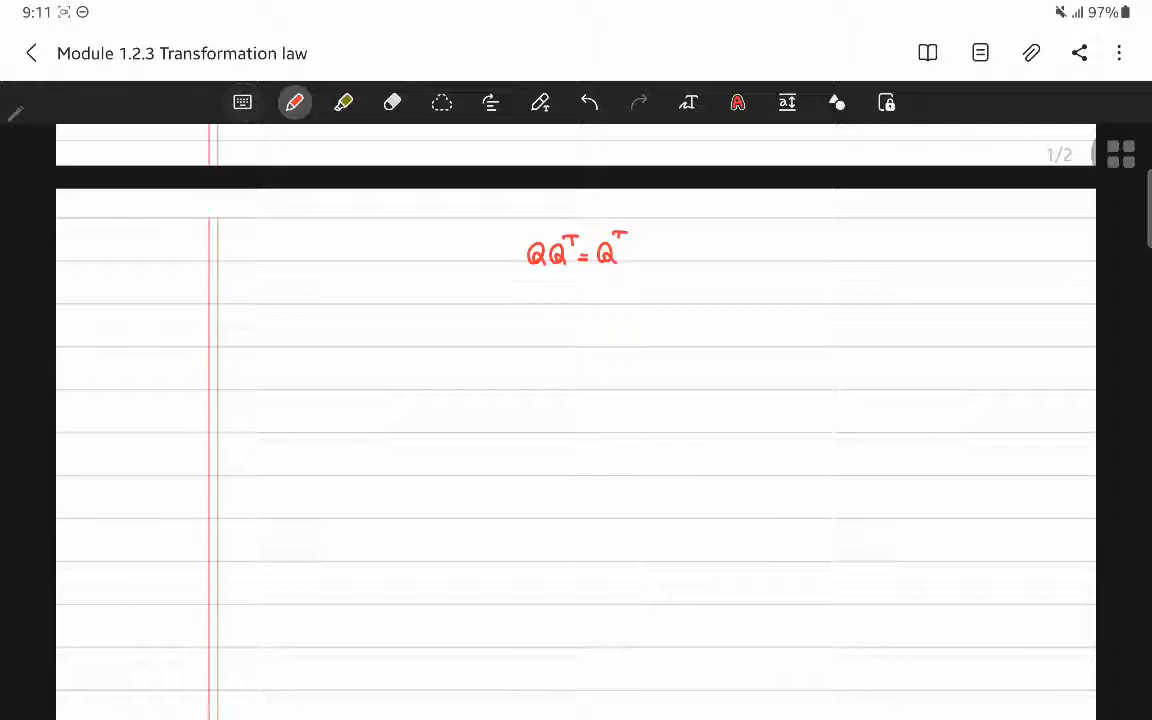 9:11
97%
Module 1.2.3 Transformation law
1/2
QQᵀ = Qᵀ